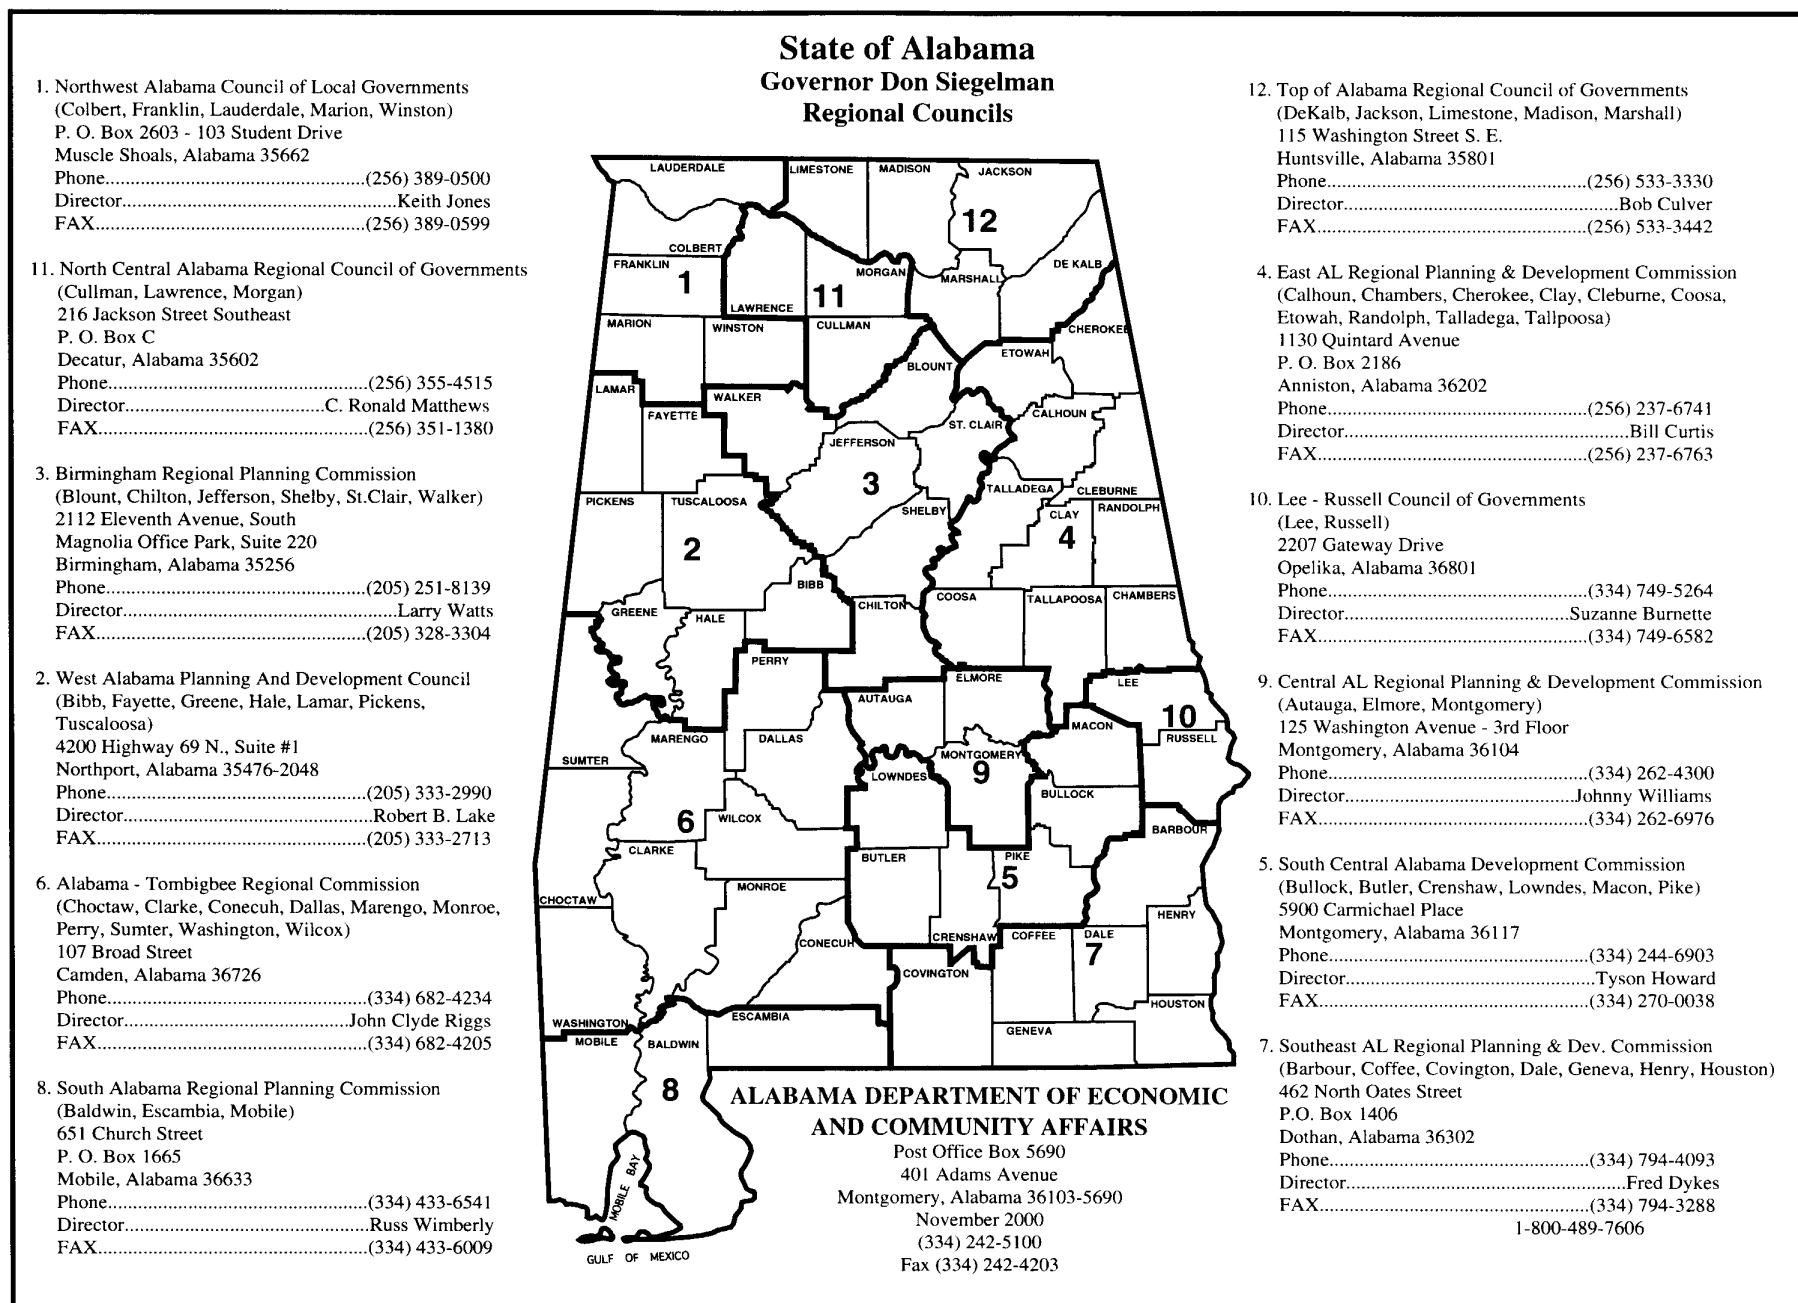 State of Alabama
Governor Don Siegelman
Regional Councils
1. Northwest Alabama Council of Local Governments
(Colbert, Franklin, Lauderdale, Marion, Winston)
P. O. Box 2603 - 103 Student Drive
Muscle Shoals, Alabama 35662
Phone...(256) 389-0500
Director...Keith Jones
FAX...(256) 389-0599
11. North Central Alabama Regional Council of Governments
(Cullman, Lawrence, Morgan)
216 Jackson Street Southeast
P. O. Box C
Decatur, Alabama 35602
Phone...(256) 355-4515
Director...C. Ronald Matthews
FAX...(256) 351-1380
3. Birmingham Regional Planning Commission
(Blount, Chilton, Jefferson, Shelby, St.Clair, Walker)
2112 Eleventh Avenue, South
Magnolia Office Park, Suite 220
Birmingham, Alabama 35256
Phone...(205) 251-8139
Director...Larry Watts
FAX...(205) 328-3304
2. West Alabama Planning And Development Council
(Bibb, Fayette, Greene, Hale, Lamar, Pickens,
Tuscaloosa)
4200 Highway 69 N., Suite #1
Northport, Alabama 35476-2048
Phone...(205) 333-2990
Director...Robert B. Lake
FAX...(205) 333-2713
6. Alabama - Tombigbee Regional Commission
(Choctaw, Clarke, Conecuh, Dallas, Marengo, Monroe,
Perry, Sumter, Washington, Wilcox)
107 Broad Street
Camden, Alabama 36726
Phone...(334) 682-4234
Director...John Clyde Riggs
FAX...(334) 682-4205
8. South Alabama Regional Planning Commission
(Baldwin, Escambia, Mobile)
651 Church Street
P. O. Box 1665
Mobile, Alabama 36633
Phone...(334) 433-6541
Director...Russ Wimberly
FAX...(334) 433-6009
LAUDERDALE
LIMESTONE
MADISON
JACKSON
12
COLBERT
FRANKLIN
1
LAWRENCE
11
MORGAN
MARSHALL
DE KALB
MARION
WINSTON
CULLMAN
CHEROKEE
ETOWAH
BLOUNT
LAMAR
WALKER
FAYETTE
CALHOUN
ST. CLAIR
JEFFERSON
3
PICKENS
TUSCALOOSA
TALLADEGA
CLEBURNE
SHELBY
CLAY
RANDOLPH
4
2
BIBB
GREENE
HALE
CHILTON
COOSA
TALLAPOOSA
CHAMBERS
PERRY
ELMORE
LEE
AUTAUGA
10
MACON
RUSSELL
MARENGO
DALLAS
SUMTER
MONTGOMERY
LOWNDES
9
BULLOCK
6
WILCOX
BARBOUR
CLARKE
BUTLER
PIKE
5
MONROE
CHOCTAW
HENRY
CONECUH
CRENSHAW
COFFEE
DALE
7
COVINGTON
HOUSTON
WASHINGTON
ESCAMBIA
GENEVA
MOBILE
BALDWIN
8
MOBILE BAY
GULF OF MEXICO
ALABAMA DEPARTMENT OF ECONOMIC
AND COMMUNITY AFFAIRS
Post Office Box 5690
401 Adams Avenue
Montgomery, Alabama 36103-5690
November 2000
(334) 242-5100
Fax (334) 242-4203
12. Top of Alabama Regional Council of Governments
(DeKalb, Jackson, Limestone, Madison, Marshall)
115 Washington Street S. E.
Huntsville, Alabama 35801
Phone...(256) 533-3330
Director...Bob Culver
FAX...(256) 533-3442
4. East AL Regional Planning & Development Commission
(Calhoun, Chambers, Cherokee, Clay, Cleburne, Coosa,
Etowah, Randolph, Talladega, Tallpoosa)
1130 Quintard Avenue
P. O. Box 2186
Anniston, Alabama 36202
Phone...(256) 237-6741
Director...Bill Curtis
FAX...(256) 237-6763
10. Lee - Russell Council of Governments
(Lee, Russell)
2207 Gateway Drive
Opelika, Alabama 36801
Phone...(334) 749-5264
Director...Suzanne Burnette
FAX...(334) 749-6582
9. Central AL Regional Planning & Development Commission
(Autauga, Elmore, Montgomery)
125 Washington Avenue - 3rd Floor
Montgomery, Alabama 36104
Phone...(334) 262-4300
Director...Johnny Williams
FAX...(334) 262-6976
5. South Central Alabama Development Commission
(Bullock, Butler, Crenshaw, Lowndes, Macon, Pike)
5900 Carmichael Place
Montgomery, Alabama 36117
Phone...(334) 244-6903
Director...Tyson Howard
FAX...(334) 270-0038
7. Southeast AL Regional Planning & Dev. Commission
(Barbour, Coffee, Covington, Dale, Geneva, Henry, Houston)
462 North Oates Street
P.O. Box 1406
Dothan, Alabama 36302
Phone...(334) 794-4093
Director...Fred Dykes
FAX...(334) 794-3288
1-800-489-7606